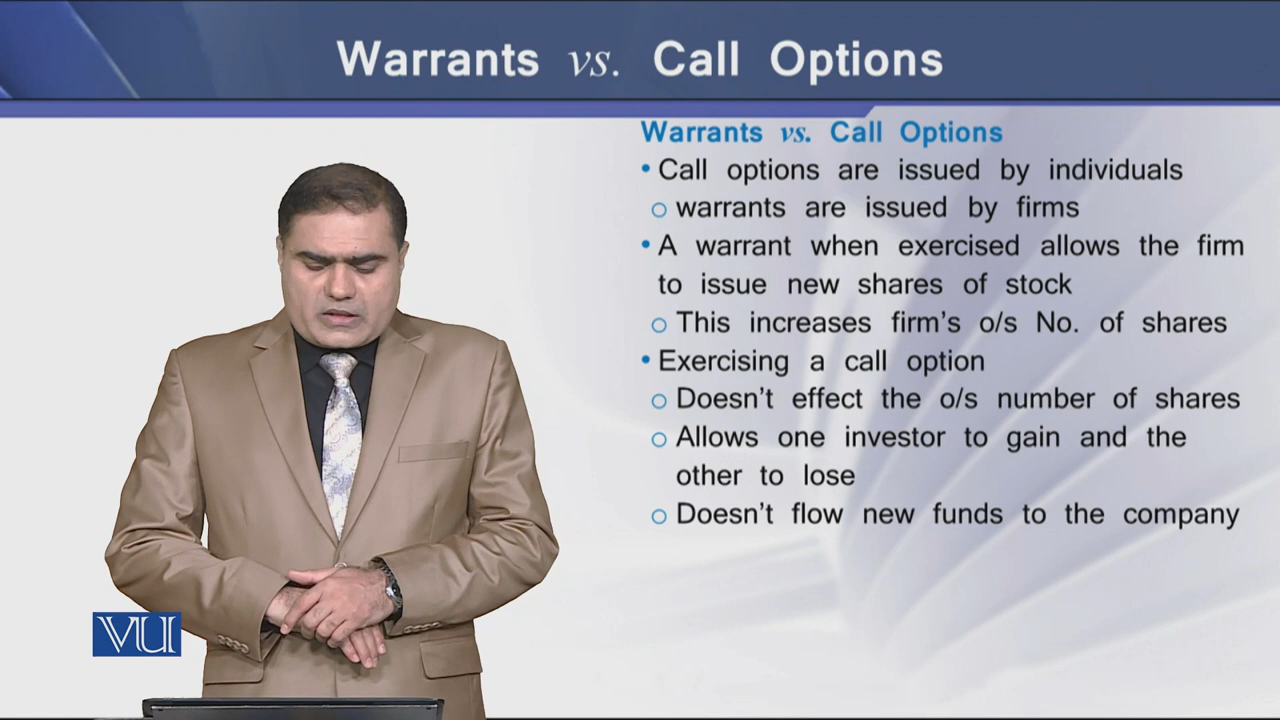 Warrants vs. Call Options
Warrants vs. Call Options
• Call options are issued by individuals
○ warrants are issued by firms
• A warrant when exercised allows the firm
to issue new shares of stock
○ This increases firm's o/s No. of shares
• Exercising a call option
○ Doesn't effect the o/s number of shares
○ Allows one investor to gain and the
other to lose
○ Doesn't flow new funds to the company
VU